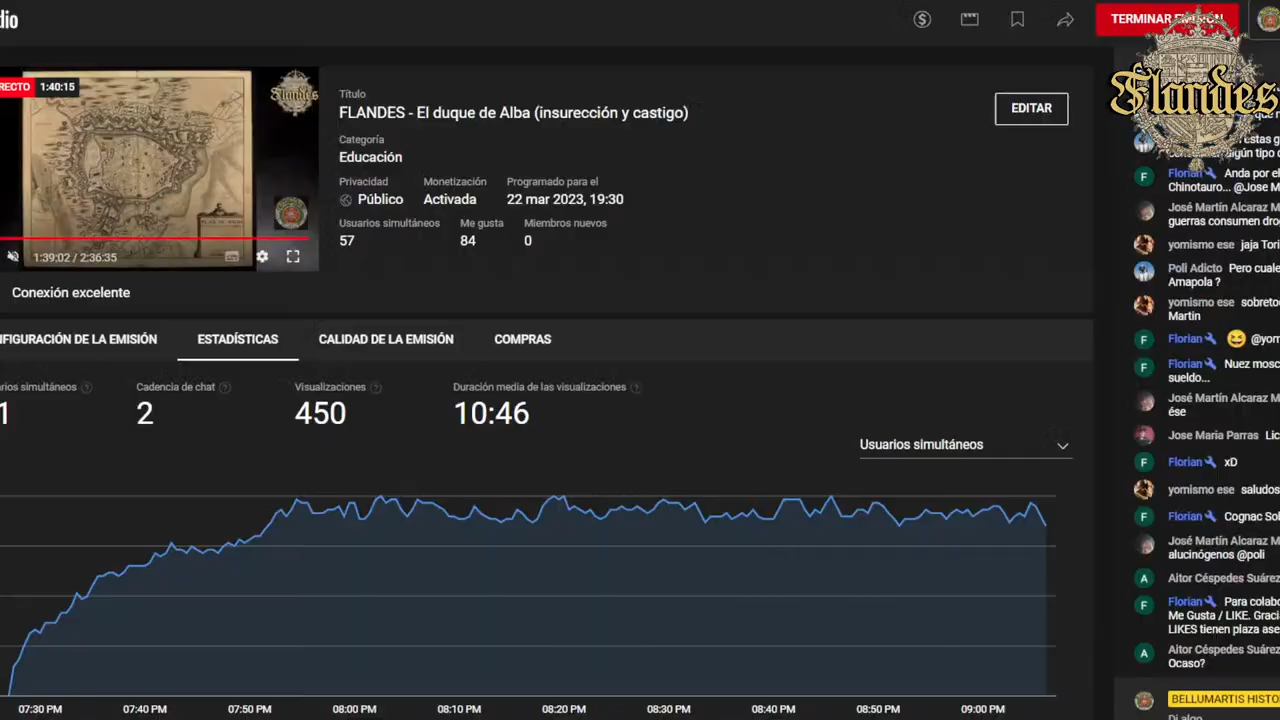 dio
TERMINAR EMISIÓN
Flandes
RECTO 1:40:15
Flandes
1:39:02 / 2:36:35
Título
FLANDES - El duque de Alba (insurección y castigo)
EDITAR
Categoría
Educación
Privacidad Monetización Programado para el
Público Activada 22 mar 2023, 19:30
Usuarios simultáneos Me gusta Miembros nuevos
57 84 0
Conexión excelente
NFIGURACIÓN DE LA EMISIÓN ESTADÍSTICAS CALIDAD DE LA EMISIÓN COMPRAS
arios simultáneos Cadencia de chat Visualizaciones Duración media de las visualizaciones
1 2 450 10:46
Usuarios simultáneos
07:30 PM 07:40 PM 07:50 PM 08:00 PM 08:10 PM 08:20 PM 08:30 PM 08:40 PM 08:50 PM 09:00 PM
estas g
algún tipo d
Florian Anda por el
Chinotauro... @Jose M
José Martín Alcaraz M
guerras consumen dro
yomismo ese jaja Tori
Poli Adicto Pero cuale
Amapola ?
yomismo ese sobreto
Martin
Florian 😆 @yom
Florian Nuez mosc
sueldo...
José Martín Alcaraz M
ése
Jose Maria Parras Lic
Florian xD
yomismo ese saludos
Florian Cognac Sol
José Martín Alcaraz M
alucinógenos @poli
Aitor Céspedes Suárez
Florian Para colabo
Me Gusta / LIKE. Graci
LIKES tienen plaza ase
Aitor Céspedes Suárez
Ocaso?
BELLUMARTIS HISTO
Di algo